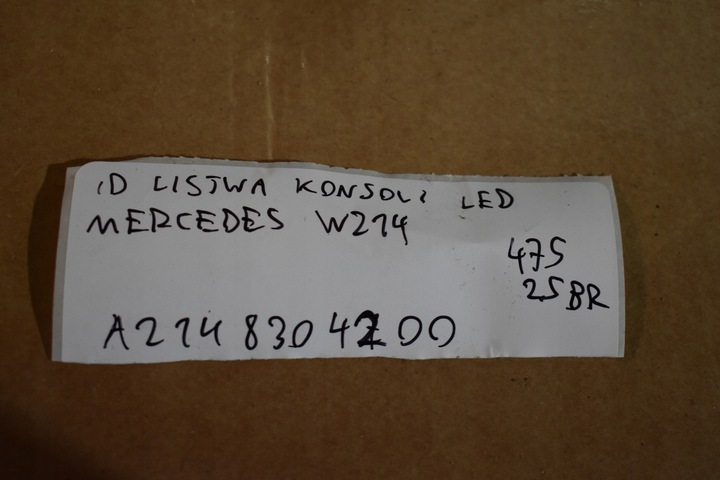 ID LISTWA KONSOLI LED
MERCEDES W214
475
25BR
A214 830 4200